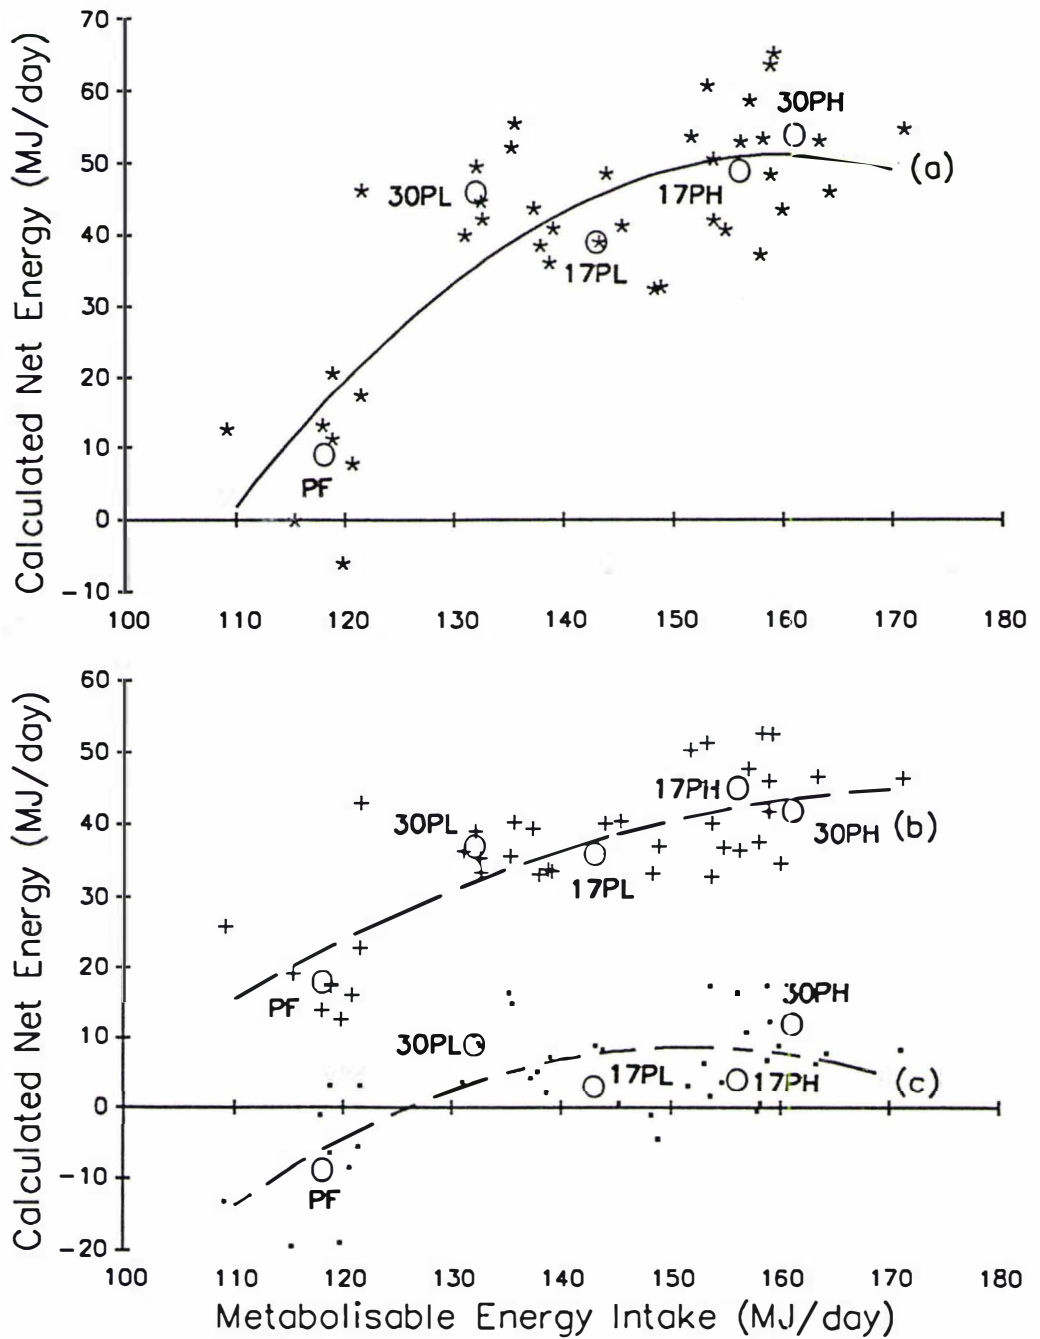 Calculated Net Energy (MJ/day)
70
60
50
40
30
20
10
0
-10
30PH
(a)
30PL
17PH
17PL
PF
100 110 120 130 140 150 160 170 180
Calculated Net Energy (MJ/day)
60
50
40
30
20
10
0
-10
-20
17PH
30PL
30PH (b)
17PL
PF
30PH
30PL
17PL
17PH
(c)
PF
100 110 120 130 140 150 160 170 180
Metabolisable Energy Intake (MJ/day)